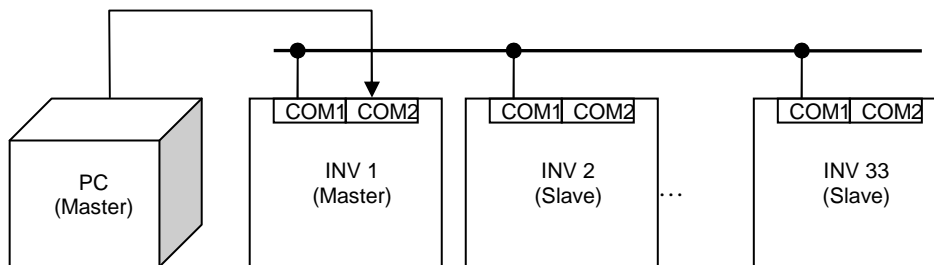 COM1 COM2 COM1 COM2 COM1 COM2
PC
(Master)
INV 1
(Master)
INV 2
(Slave)
...
INV 33
(Slave)